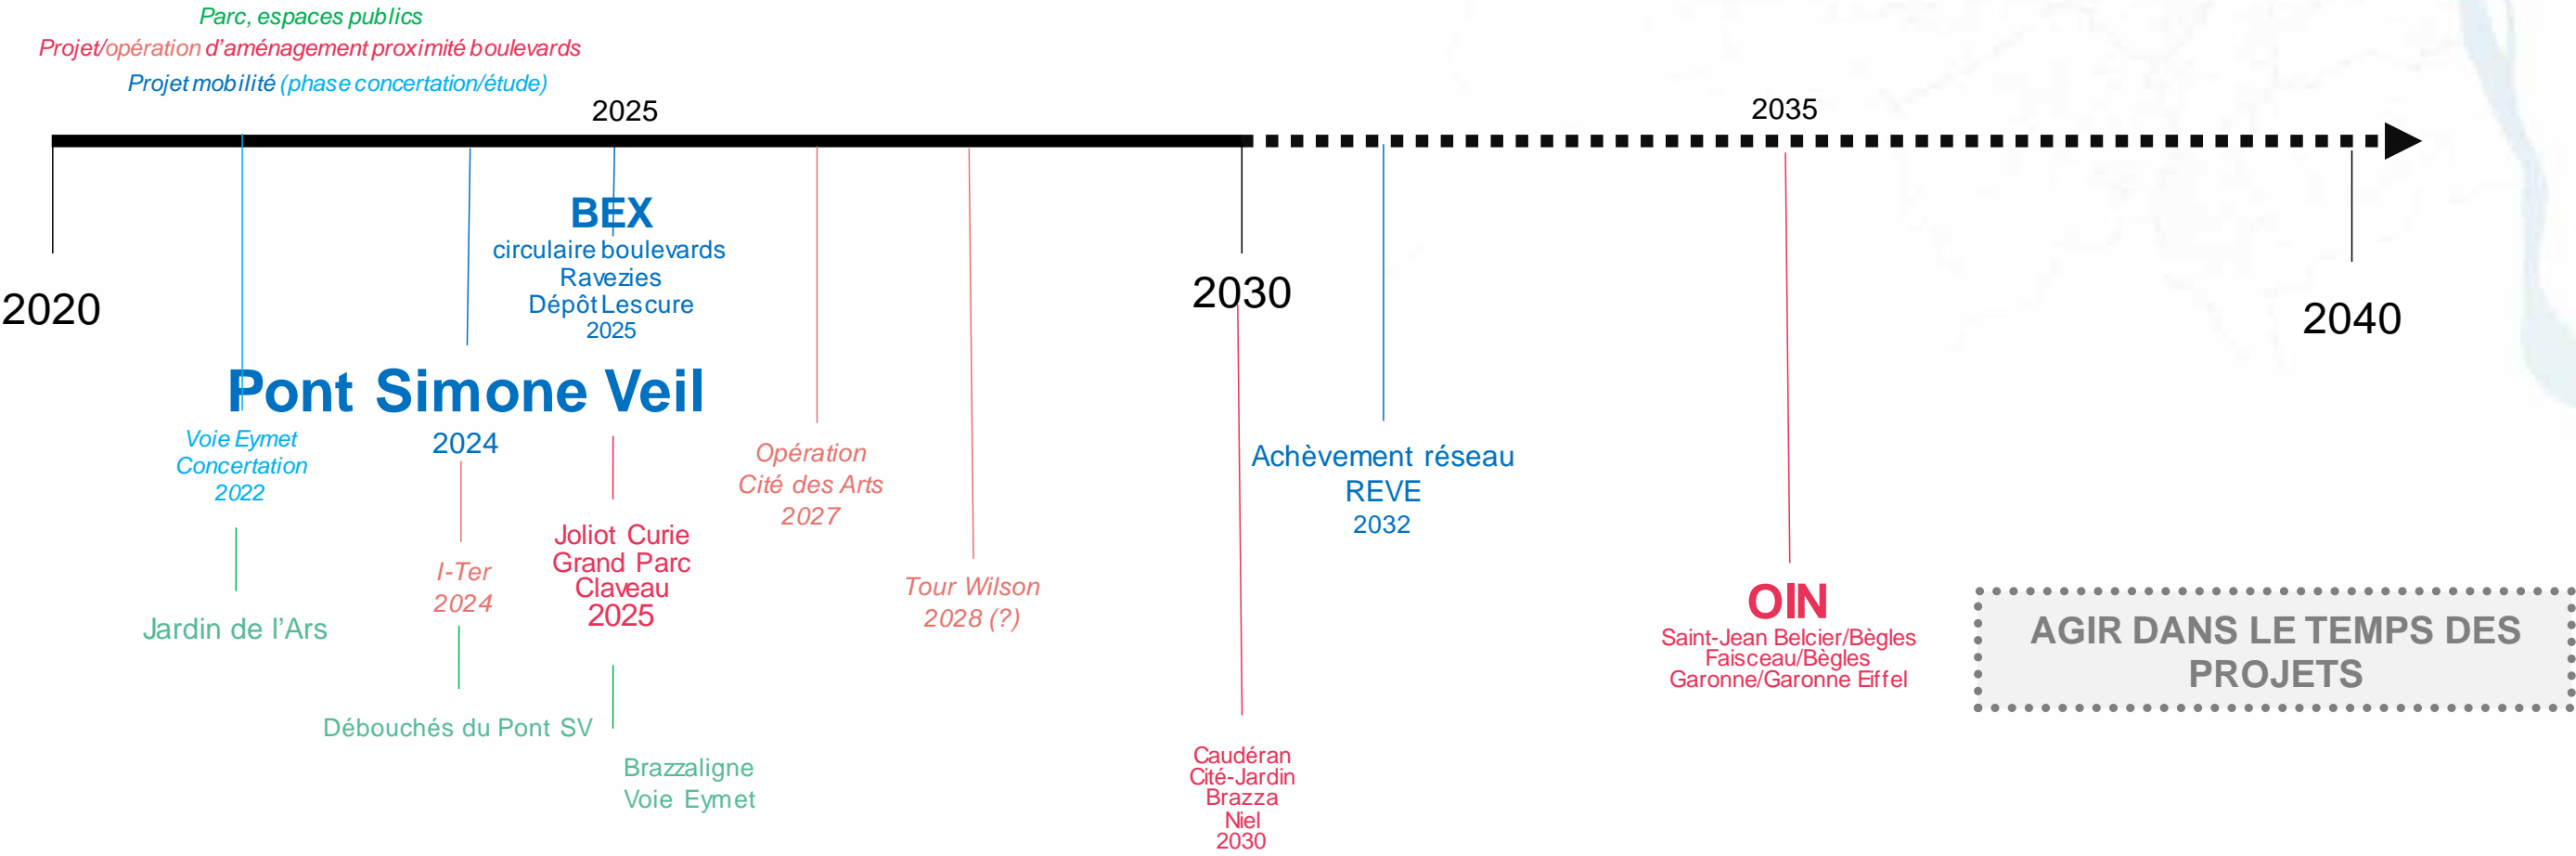 Parc, espaces publics
Projet/opération d'aménagement proximité boulevards
Projet mobilité (phase concertation/étude)
2025
2035
2020
2030
2040
BEX
circulaire boulevards
Ravezies
Dépôt Lescure
2025
Pont Simone Veil
2024
Voie Eymet
Concertation
2022
Jardin de l'Ars
I-Ter
2024
Débouchés du Pont SV
Joliot Curie
Grand Parc
Claveau
2025
Brazzaligne
Voie Eymet
Opération
Cité des Arts
2027
Tour Wilson
2028 (?)
Caudéran
Cité-Jardin
Brazza
Niel
2030
Achèvement réseau
REVE
2032
OIN
Saint-Jean Belcier/Bègles
Faisceau/Bègles
Garonne/Garonne Eiffel
AGIR DANS LE TEMPS DES
PROJETS